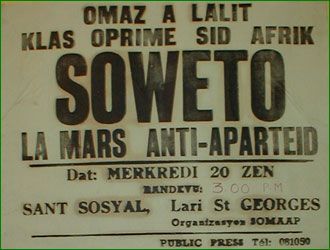 OMAZ A LALIT
KLAS OPRIME SID AFRIK
SOWETO
LA MARS ANTI-APARTEID
Dat: MERKREDI 20 ZEN
RANDEVU: 3.00 P.M
SANT SOSYAL, Lari St GEORGES
Organizasyon SOMAAP
PUBLIC PRESS Tél: 081050